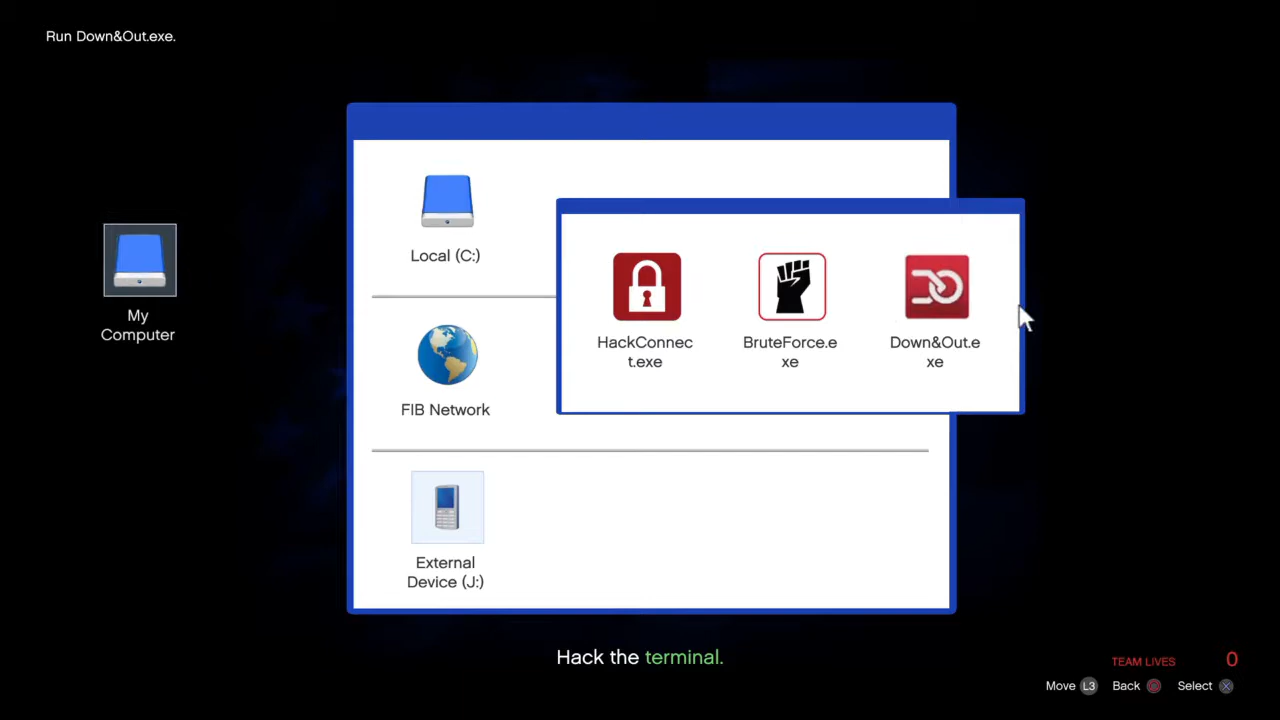 Run Down&Out.exe.
Local (C:)
HackConnec
t.exe
BruteForce.e
xe
Down&Out.e
xe
My
Computer
FIB Network
External
Device (J:)
Hack the terminal.
TEAM LIVES 0
Move L3 Back Select